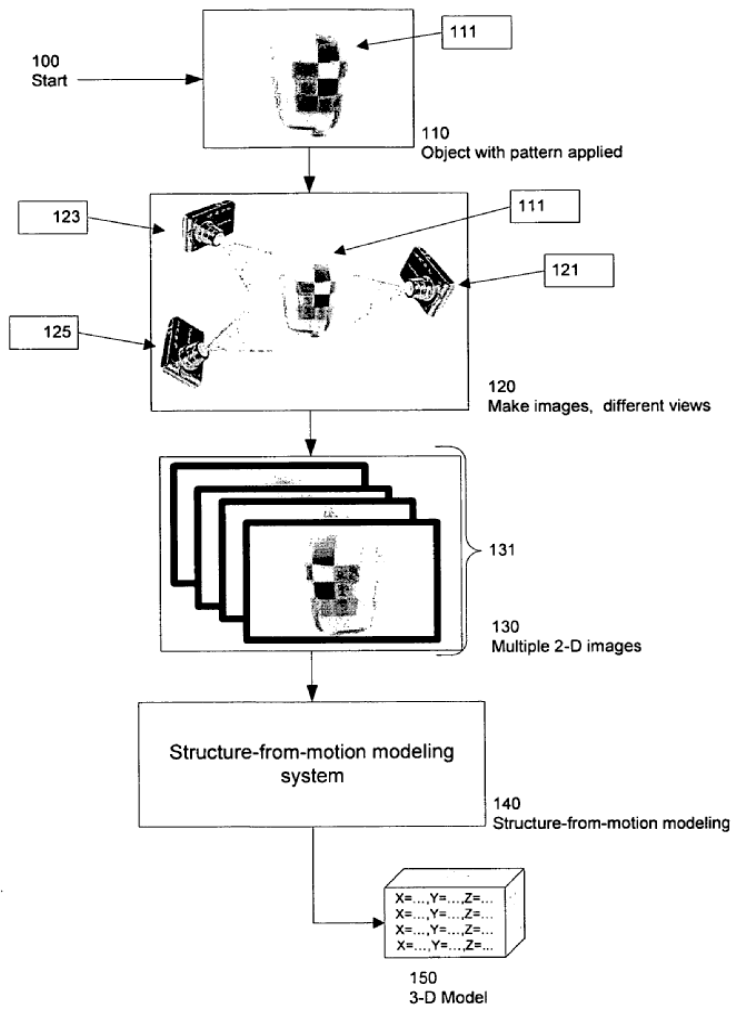 111
100
Start
110
Object with pattern applied
123
111
121
125
120
Make images, different views
131
130
Multiple 2-D images
Structure-from-motion modeling
system
140
Structure-from-motion modeling
X=...,Y=...,Z=...
X=...,Y=...,Z=...
X=...,Y=...,Z=...
X=...,Y=...,Z=...
150
3-D Model